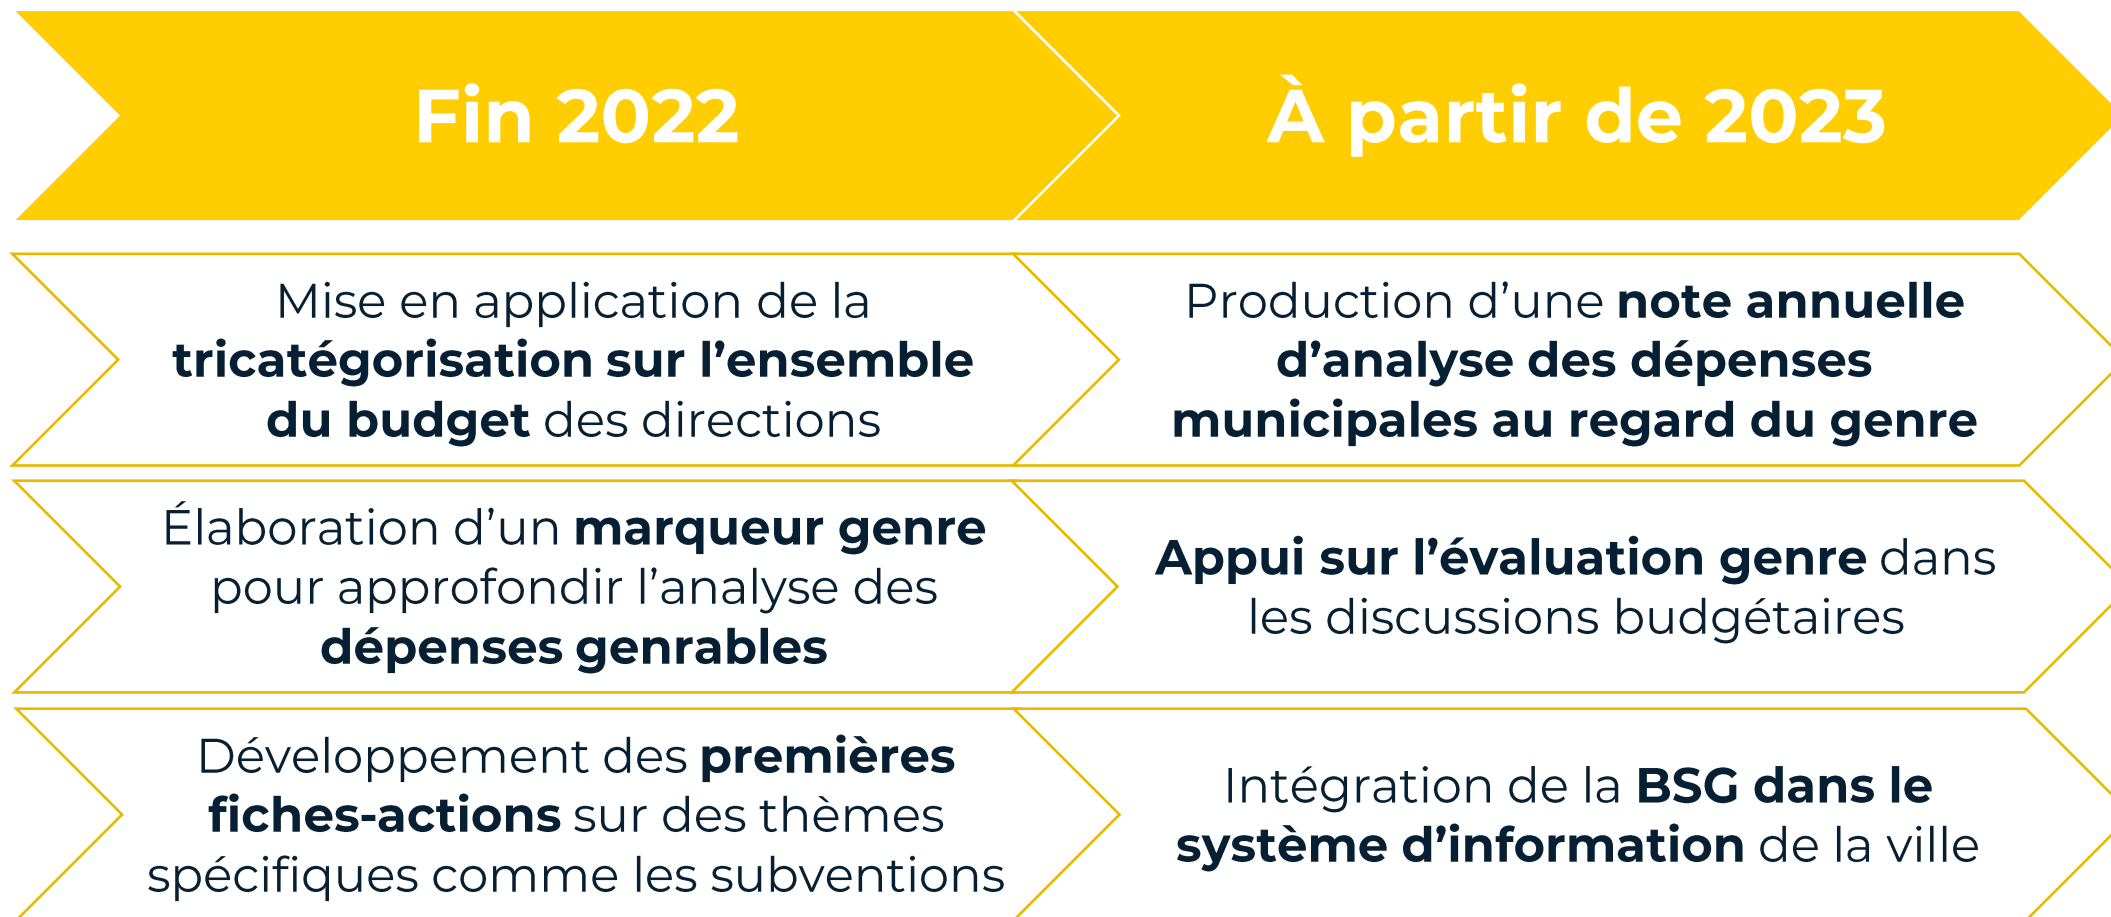 Fin 2022
À partir de 2023
Mise en application de la
tricatégorisation sur l’ensemble
du budget des directions
Production d’une note annuelle
d’analyse des dépenses
municipales au regard du genre
Élaboration d’un marqueur genre
pour approfondir l’analyse des
dépenses genrables
Appui sur l’évaluation genre dans
les discussions budgétaires
Développement des premières
fiches-actions sur des thèmes
spécifiques comme les subventions
Intégration de la BSG dans le
système d’information de la ville